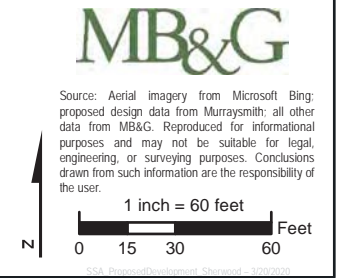 MB&G
Source: Aerial imagery from Microsoft Bing;
proposed design data from Murraysmith; all other
data from MB&G. Reproduced for informational
purposes and may not be suitable for legal,
engineering, or surveying purposes. Conclusions
drawn from such information are the responsibility of
the user.
1 inch = 60 feet
Feet
0 15 30 60
N
SSA_ProposedDevelopment_Sherwood – 3/20/2020